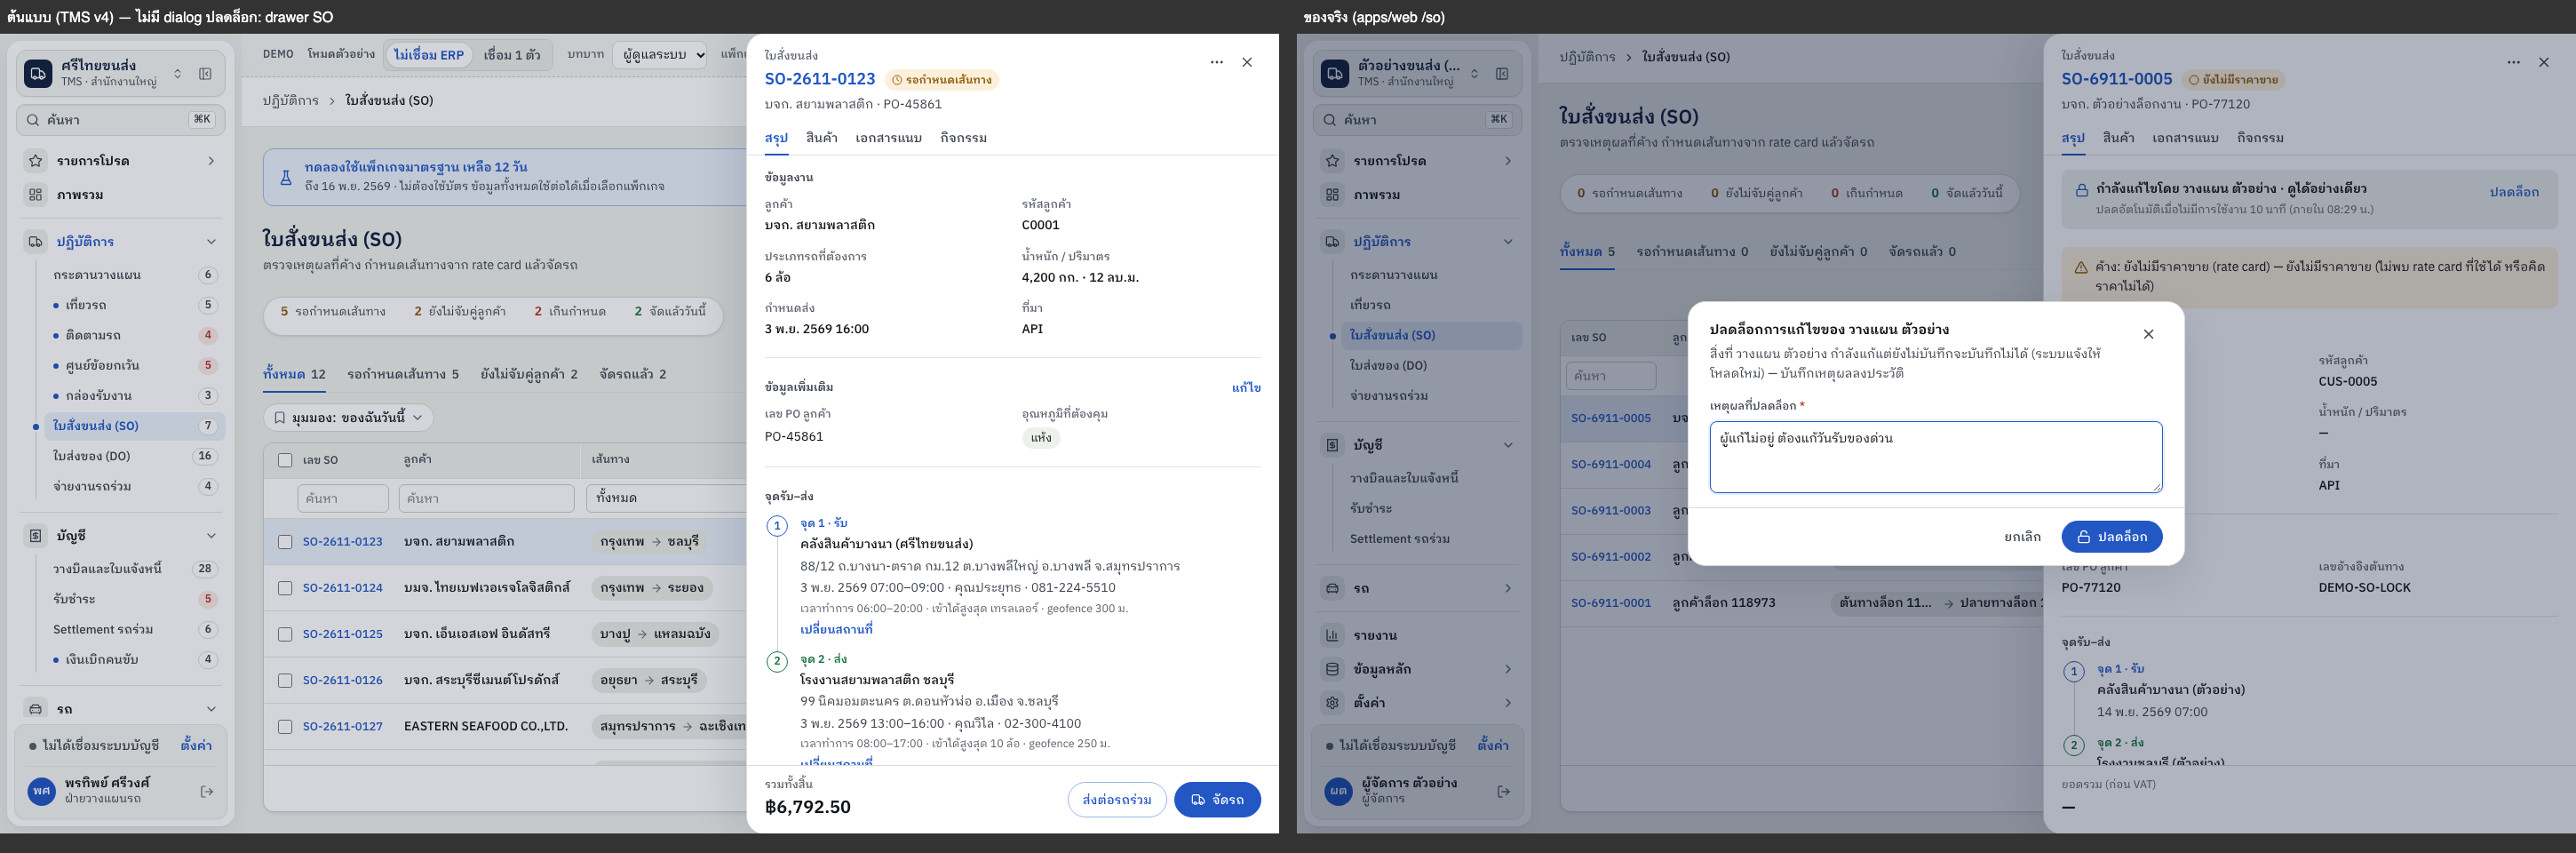 ต้นแบบ (TMS v4) — ไม่มี dialog ปลดล็อก: drawer SO
ศรีไทยขนส่ง
TMS · สำนักงานใหญ่
ค้นหา ⌘K
รายการโปรด
ภาพรวม
ปฏิบัติการ
กระดานวางแผน 6
เที่ยวรถ 5
ติดตามรถ 4
ศูนย์ข้อยกเว้น 5
กล่องรับงาน 3
ใบสั่งขนส่ง (SO) 7
ใบส่งของ (DO) 16
จ่ายงานรถร่วม 4
บัญชี
วางบิลและใบแจ้งหนี้ 28
รับชำระ 5
Settlement รถร่วม 6
เงินเบิกคนขับ 4
รถ
ไม่ได้เชื่อมระบบบัญชี ตั้งค่า
พศ พรทิพย์ ศรีวงศ์
ฝ่ายวางแผนรถ
DEMO โหมดตัวอย่าง ไม่เชื่อม ERP เชื่อม 1 ตัว บทบาท ผู้ดูแลระบบ
ปฏิบัติการ > ใบสั่งขนส่ง (SO)
ทดลองใช้แพ็กเกจมาตรฐาน เหลือ 12 วัน
ถึง 16 พ.ย. 2569 · ไม่ต้องใช้บัตร ข้อมูลทั้งหมดใช้ต่อได้เมื่อเลือกแพ็กเกจ
ใบสั่งขนส่ง (SO)
ตรวจเหตุผลที่ค้าง กำหนดเส้นทางจาก rate card แล้วจัดรถ
5 รอกำหนดเส้นทาง 2 ยังไม่จับคู่ลูกค้า 2 เกินกำหนด 2 จัดแล้ววันนี้
ทั้งหมด 12 รอกำหนดเส้นทาง 5 ยังไม่จับคู่ลูกค้า 2 จัดรถแล้ว 2
มุมมอง: ของฉันวันนี้
เลข SO ลูกค้า เส้นทาง
ค้นหา ค้นหา ทั้งหมด
SO-2611-0123 บจก. สยามพลาสติก กรุงเทพ → ชลบุรี
SO-2611-0124 บมจ. ไทยเบฟเวอเรจโลจิสติกส์ กรุงเทพ → ระยอง
SO-2611-0125 บจก. เอ็นเอสเอฟ อินดัสทรี บางปู → แหลมฉบัง
SO-2611-0126 บจก. สระบุรีซีเมนต์โปรดักส์ อยุธยา → สระบุรี
SO-2611-0127 EASTERN SEAFOOD CO.,LTD. สมุทรปราการ → ฉะเชิงเท
ใบสั่งขนส่ง
SO-2611-0123 รอกำหนดเส้นทาง
บจก. สยามพลาสติก · PO-45861
สรุป สินค้า เอกสารแนบ กิจกรรม
ข้อมูลงาน
ลูกค้า รหัสลูกค้า
บจก. สยามพลาสติก C0001
ประเภทรถที่ต้องการ น้ำหนัก / ปริมาตร
6 ล้อ 4,200 กก. · 12 ลบ.ม.
กำหนดส่ง ที่มา
3 พ.ย. 2569 16:00 API
ข้อมูลเพิ่มเติม แก้ไข
เลข PO ลูกค้า อุณหภูมิที่ต้องคุม
PO-45861 แห้ง
จุดรับ–ส่ง
1 จุด 1 · รับ
คลังสินค้าบางนา (ศรีไทยขนส่ง)
88/12 ถ.บางนา-ตราด กม.12 ต.บางพลีใหญ่ อ.บางพลี จ.สมุทรปราการ
3 พ.ย. 2569 07:00–09:00 · คุณประยุทธ · 081-224-5510
เวลาทำการ 06:00–20:00 · เข้าได้สูงสุด เทรลเลอร์ · geofence 300 ม.
เปลี่ยนสถานที่
2 จุด 2 · ส่ง
โรงงานสยามพลาสติก ชลบุรี
99 นิคมอมตะนคร ต.ดอนหัวฬ่อ อ.เมือง จ.ชลบุรี
3 พ.ย. 2569 13:00–16:00 · คุณวิไล · 02-300-4100
เวลาทำการ 08:00–17:00 · เข้าได้สูงสุด 10 ล้อ · geofence 250 ม.
เปลี่ยนสถานที่
รวมทั้งสิ้น
฿6,792.50
ส่งต่อรถร่วม จัดรถ
ของจริง (apps/web /so)
ตัวอย่างขนส่ง (...
TMS · สำนักงานใหญ่
ค้นหา ⌘K
รายการโปรด
ภาพรวม
ปฏิบัติการ
กระดานวางแผน
เที่ยวรถ
ใบสั่งขนส่ง (SO)
ใบส่งของ (DO)
จ่ายงานรถร่วม
บัญชี
วางบิลและใบแจ้งหนี้
รับชำระ
Settlement รถร่วม
รถ
รายงาน
ข้อมูลหลัก
ตั้งค่า
ไม่ได้เชื่อมระบบบัญชี ตั้งค่า
ผต ผู้จัดการ ตัวอย่าง
ผู้จัดการ
ปฏิบัติการ > ใบสั่งขนส่ง (SO)
ใบสั่งขนส่ง (SO)
ตรวจเหตุผลที่ค้าง กำหนดเส้นทางจาก rate card แล้วจัดรถ
0 รอกำหนดเส้นทาง 0 ยังไม่จับคู่ลูกค้า 0 เกินกำหนด 0 จัดแล้ววันนี้
ทั้งหมด 5 รอกำหนดเส้นทาง 0 ยังไม่จับคู่ลูกค้า 0 จัดรถแล้ว 0
เลข SO
ค้นหา
SO-6911-0005
SO-6911-0004
SO-6911-0003
SO-6911-0002
SO-6911-0001 ลูกค้าล็อก 118973 ต้นทางล็อก 11... → ปลายทางล็อก 1
ปลดล็อกการแก้ไขของ วางแผน ตัวอย่าง
สิ่งที่ วางแผน ตัวอย่าง กำลังแก้แต่ยังไม่บันทึกจะบันทึกไม่ได้ (ระบบแจ้งให้
โหลดใหม่) — บันทึกเหตุผลลงประวัติ
เหตุผลที่ปลดล็อก *
ผู้แก้ไม่อยู่ ต้องแก้วันรับของด่วน
ยกเลิก ปลดล็อก
ใบสั่งขนส่ง
SO-6911-0005 ยังไม่มีราคาขาย
บจก. ตัวอย่างล็อกงาน · PO-77120
สรุป สินค้า เอกสารแนบ กิจกรรม
กำลังแก้ไขโดย วางแผน ตัวอย่าง · ดูได้อย่างเดียว ปลดล็อก
ปลดอัตโนมัติเมื่อไม่มีการใช้งาน 10 นาที (ภายใน 08:29 น.)
ค้าง: ยังไม่มีราคาขาย (rate card) — ยังไม่มีราคาขาย (ไม่พบ rate card ที่ใช้ได้ หรือคิด
ราคาไม่ได้)
รหัสลูกค้า
CUS-0005
น้ำหนัก / ปริมาตร
—
ที่มา
API
เลข PO ลูกค้า เลขอ้างอิงต้นทาง
PO-77120 DEMO-SO-LOCK
จุดรับ–ส่ง
1 จุด 1 · รับ
คลังสินค้าบางนา (ตัวอย่าง)
14 พ.ย. 2569 07:00
2 จุด 2 · ส่ง
โรงงานชลบุรี (ตัวอย่าง)
ยอดรวม (ก่อน VAT)
—